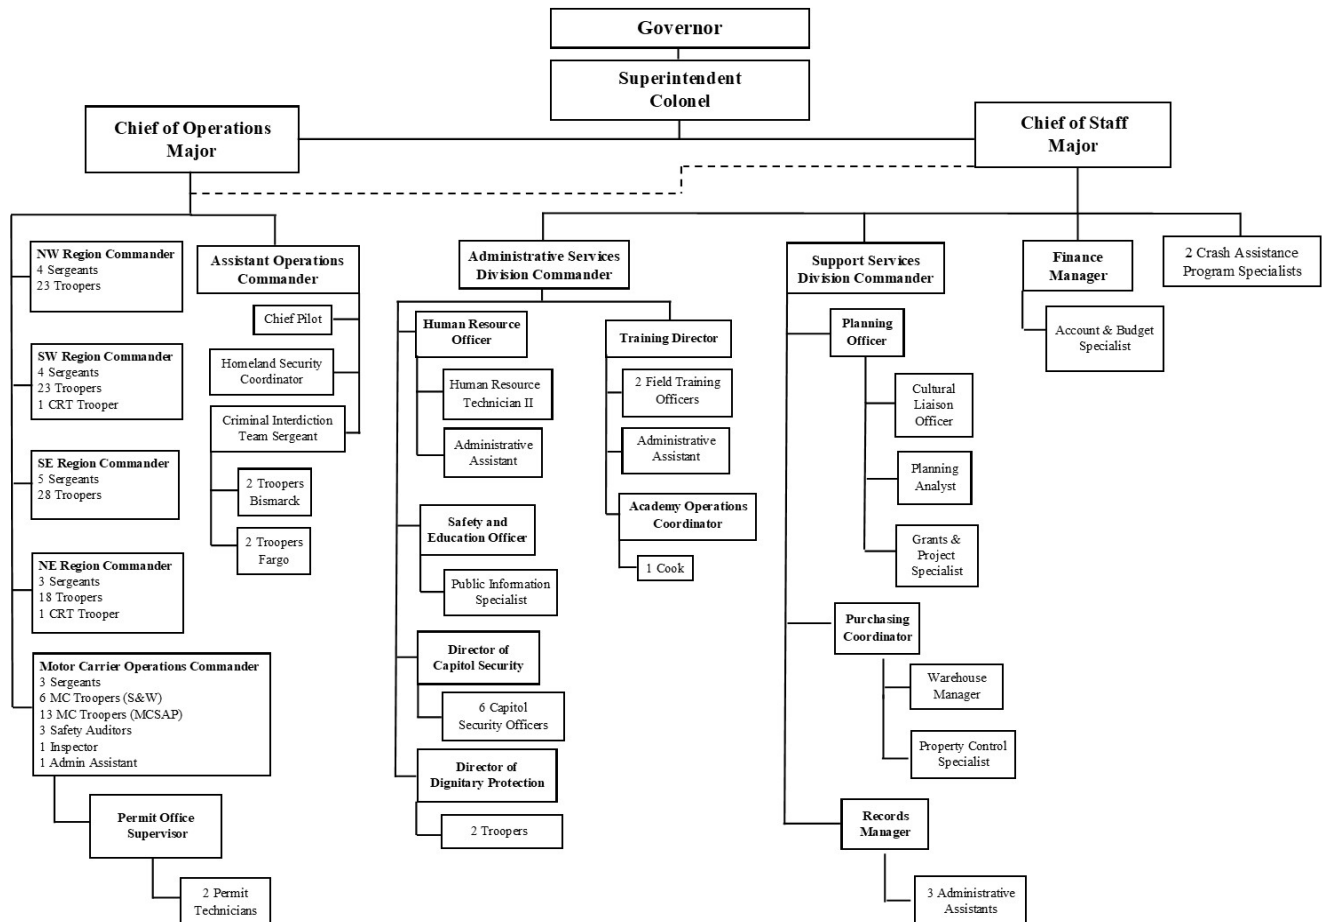 Governor
Superintendent
Colonel
Chief of Operations
Major
Chief of Staff
Major
NW Region Commander
4 Sergeants
23 Troopers
SW Region Commander
4 Sergeants
23 Troopers
1 CRT Trooper
SE Region Commander
5 Sergeants
28 Troopers
NE Region Commander
3 Sergeants
18 Troopers
1 CRT Trooper
Motor Carrier Operations Commander
3 Sergeants
6 MC Troopers (S&W)
13 MC Troopers (MCSAP)
3 Safety Auditors
1 Inspector
1 Admin Assistant
Permit Office
Supervisor
2 Permit
Technicians
Assistant Operations
Commander
Chief Pilot
Homeland Security
Coordinator
Criminal Interdiction
Team Sergeant
2 Troopers
Bismarck
2 Troopers
Fargo
Administrative Services
Division Commander
Human Resource
Officer
Human Resource
Technician II
Administrative
Assistant
Safety and
Education Officer
Public Information
Specialist
Director of
Capitol Security
6 Capitol
Security Officers
Director of
Dignitary Protection
2 Troopers
Training Director
2 Field Training
Officers
Administrative
Assistant
Academy Operations
Coordinator
1 Cook
Support Services
Division Commander
Planning
Officer
Cultural
Liaison
Officer
Planning
Analyst
Grants &
Project
Specialist
Purchasing
Coordinator
Warehouse
Manager
Property Control
Specialist
Records
Manager
3 Administrative
Assistants
Finance
Manager
Account & Budget
Specialist
2 Crash Assistance
Program Specialists